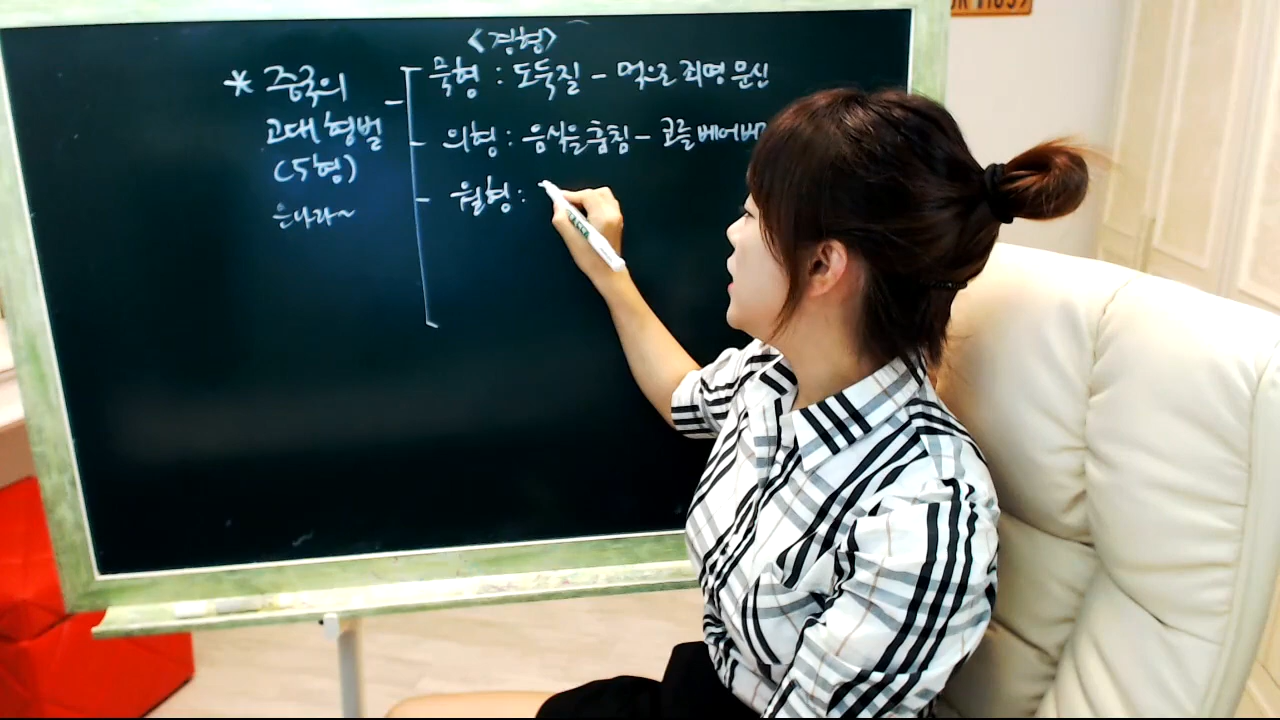 <경형>
* 중국의
고대 형벌
(5형)
은나라~
묵형 : 도둑질 - 먹으로 죄명 문신
의형 : 음식을 훔침 - 코를 베어버
월형 :